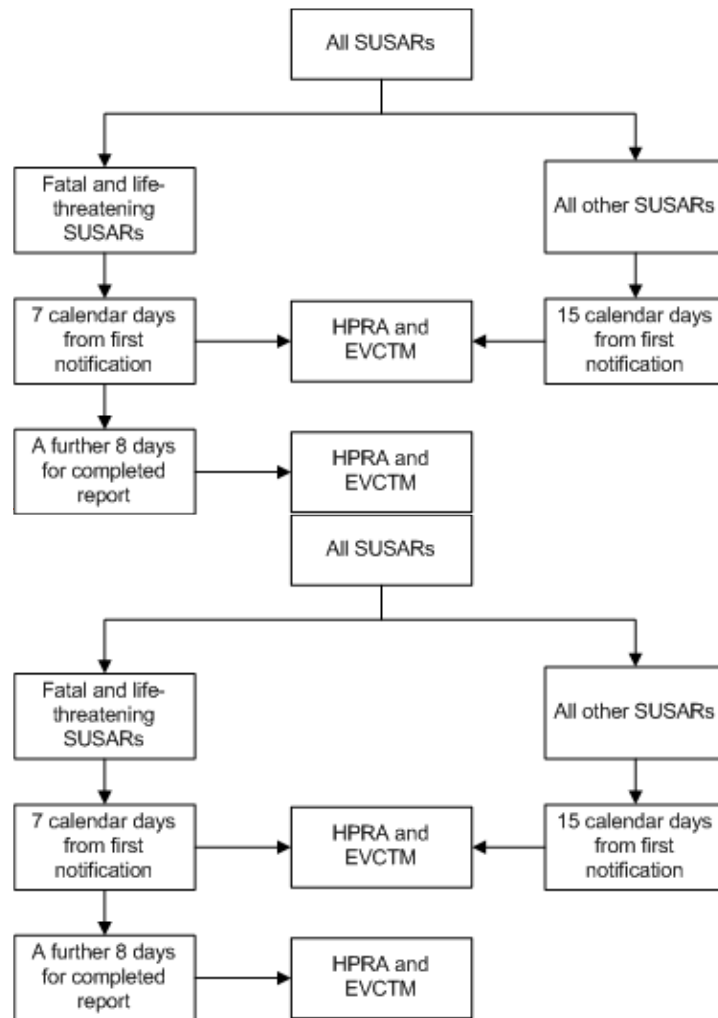 All SUSARs
Fatal and life-
threatening
SUSARs
All other SUSARs
7 calendar days
from first
notification
HPRA and
EVCTM
15 calendar days
from first
notification
A further 8 days
for completed
report
HPRA and
EVCTM
All SUSARs
Fatal and life-
threatening
SUSARs
All other SUSARs
7 calendar days
from first
notification
HPRA and
EVCTM
15 calendar days
from first
notification
A further 8 days
for completed
report
HPRA and
EVCTM